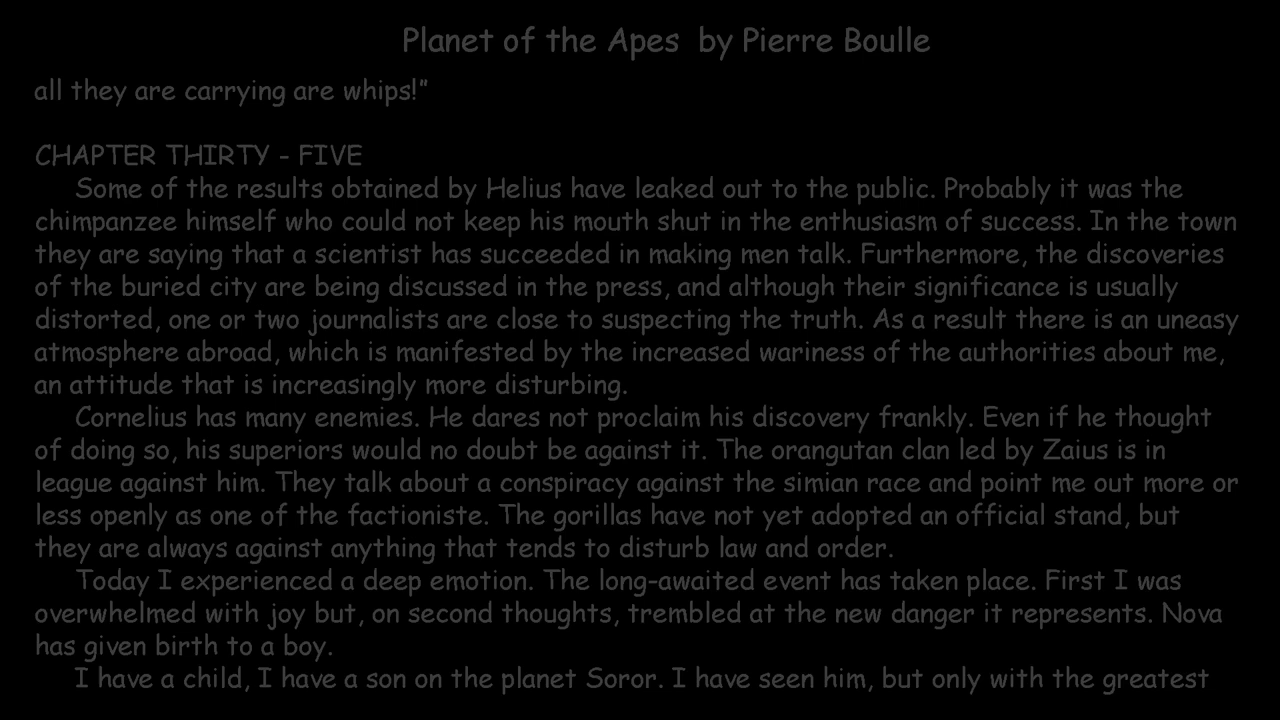 Planet of the Apes  by Pierre Boulle
all they are carrying are whips!”
CHAPTER THIRTY - FIVE
Some of the results obtained by Helius have leaked out to the public. Probably it was the
chimpanzee himself who could not keep his mouth shut in the enthusiasm of success. In the town
they are saying that a scientist has succeeded in making men talk. Furthermore, the discoveries
of the buried city are being discussed in the press, and although their significance is usually
distorted, one or two journalists are close to suspecting the truth. As a result there is an uneasy
atmosphere abroad, which is manifested by the increased wariness of the authorities about me,
an attitude that is increasingly more disturbing.
Cornelius has many enemies. He dares not proclaim his discovery frankly. Even if he thought
of doing so, his superiors would no doubt be against it. The orangutan clan led by Zaius is in
league against him. They talk about a conspiracy against the simian race and point me out more or
less openly as one of the factioniste. The gorillas have not yet adopted an official stand, but
they are always against anything that tends to disturb law and order.
Today I experienced a deep emotion. The long-awaited event has taken place. First I was
overwhelmed with joy but, on second thoughts, trembled at the new danger it represents. Nova
has given birth to a boy.
I have a child, I have a son on the planet Soror. I have seen him, but only with the greatest